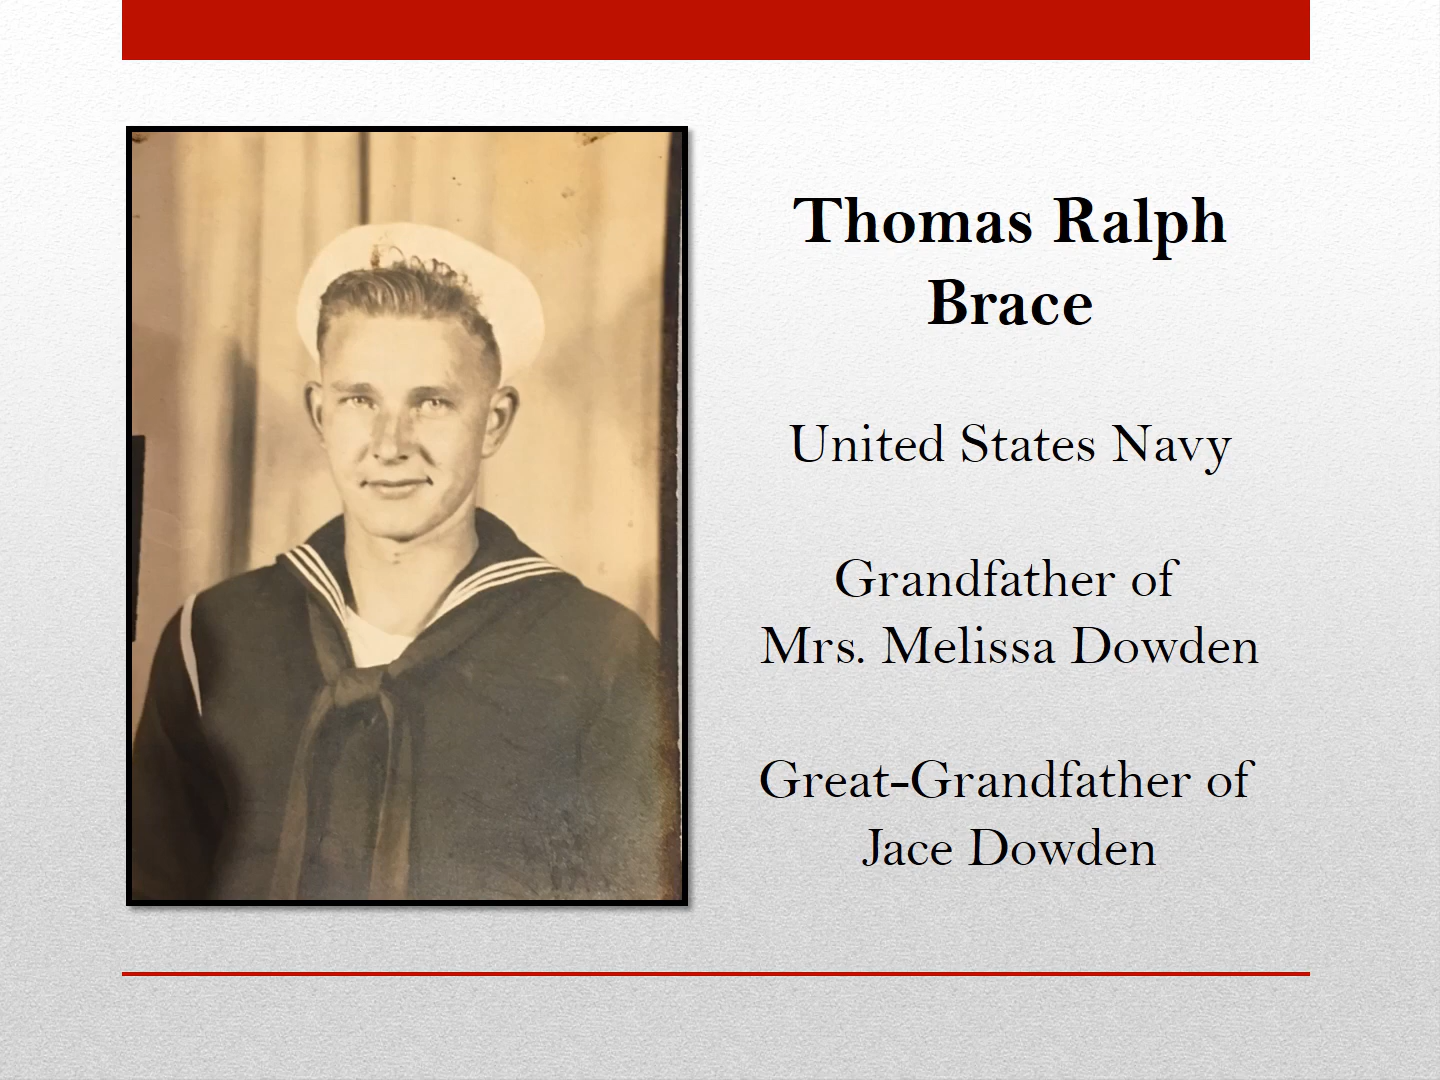 Thomas Ralph
Brace
United States Navy
Grandfather of
Mrs. Melissa Dowden
Great-Grandfather of
Jace Dowden